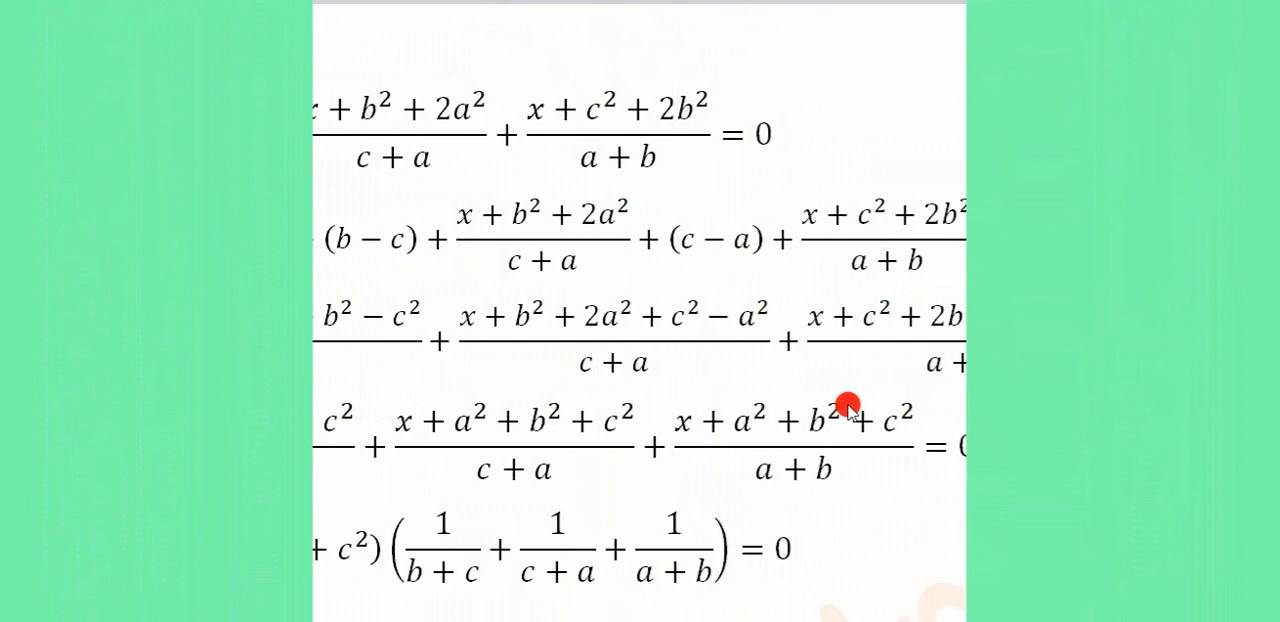 + b² + 2a² / c + a + x + c² + 2b² / a + b = 0
(b − c) + x + b² + 2a² / c + a + (c − a) + x + c² + 2b² / a + b
b² − c² + x + b² + 2a² + c² − a² / c + a + x + c² + 2b / a +
c² + x + a² + b² + c² / c + a + x + a² + b² + c² / a + b =
+ c²) (1 / b + c + 1 / c + a + 1 / a + b) = 0